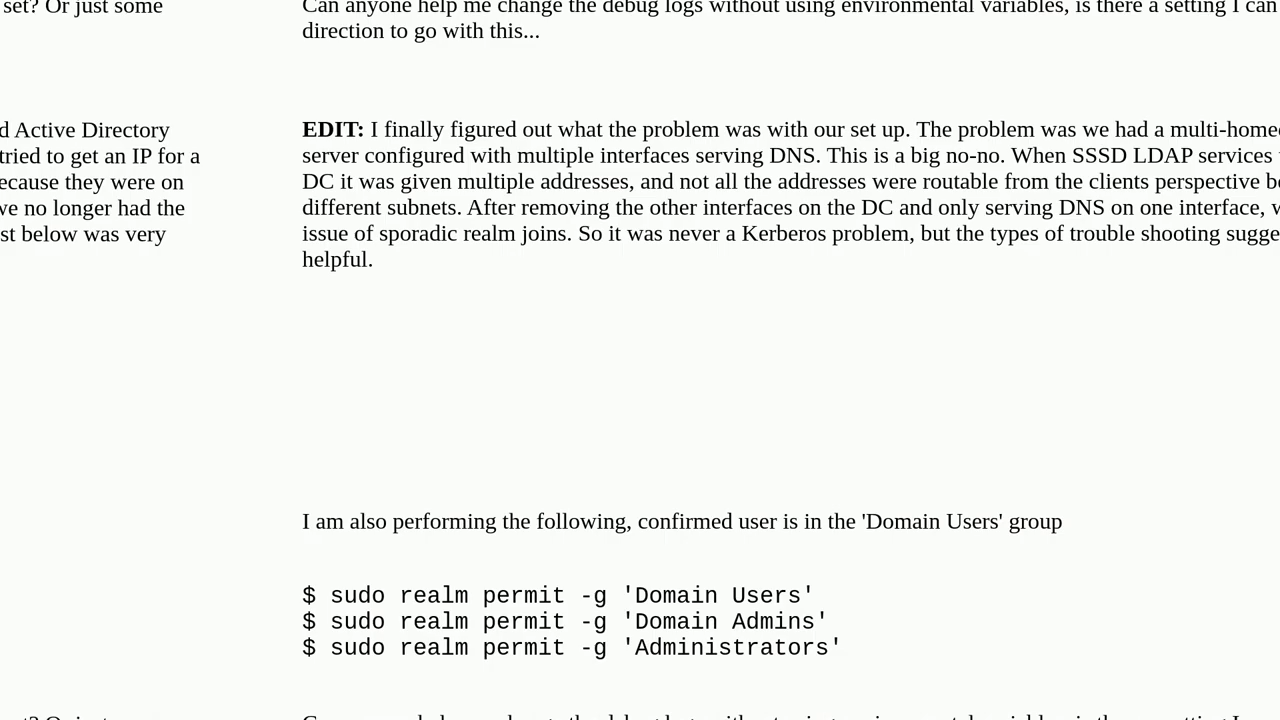 set? Or just some
d Active Directory
tried to get an IP for a
ecause they were on
we no longer had the
st below was very
Can anyone help me change the debug logs without using environmental variables, is there a setting I can
direction to go with this...
EDIT: I finally figured out what the problem was with our set up. The problem was we had a multi-home
server configured with multiple interfaces serving DNS. This is a big no-no. When SSSD LDAP services
DC it was given multiple addresses, and not all the addresses were routable from the clients perspective be
different subnets. After removing the other interfaces on the DC and only serving DNS on one interface, w
issue of sporadic realm joins. So it was never a Kerberos problem, but the types of trouble shooting sugge
helpful.
I am also performing the following, confirmed user is in the 'Domain Users' group
$ sudo realm permit -g 'Domain Users'
$ sudo realm permit -g 'Domain Admins'
$ sudo realm permit -g 'Administrators'